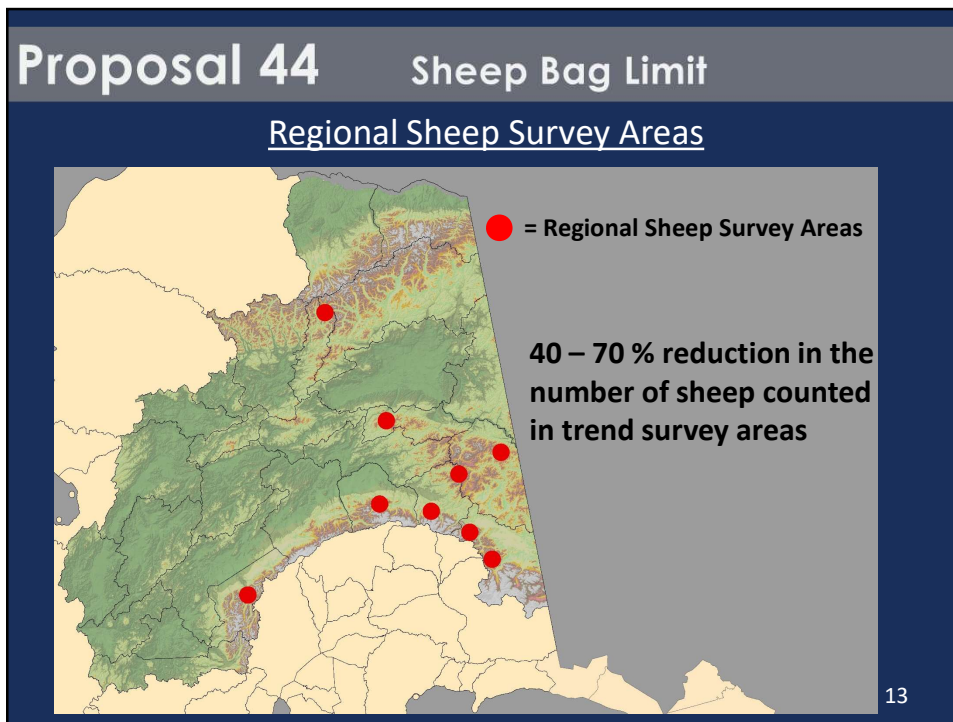 Proposal 44 Sheep Bag Limit
Regional Sheep Survey Areas
= Regional Sheep Survey Areas
40 – 70 % reduction in the
number of sheep counted
in trend survey areas
13